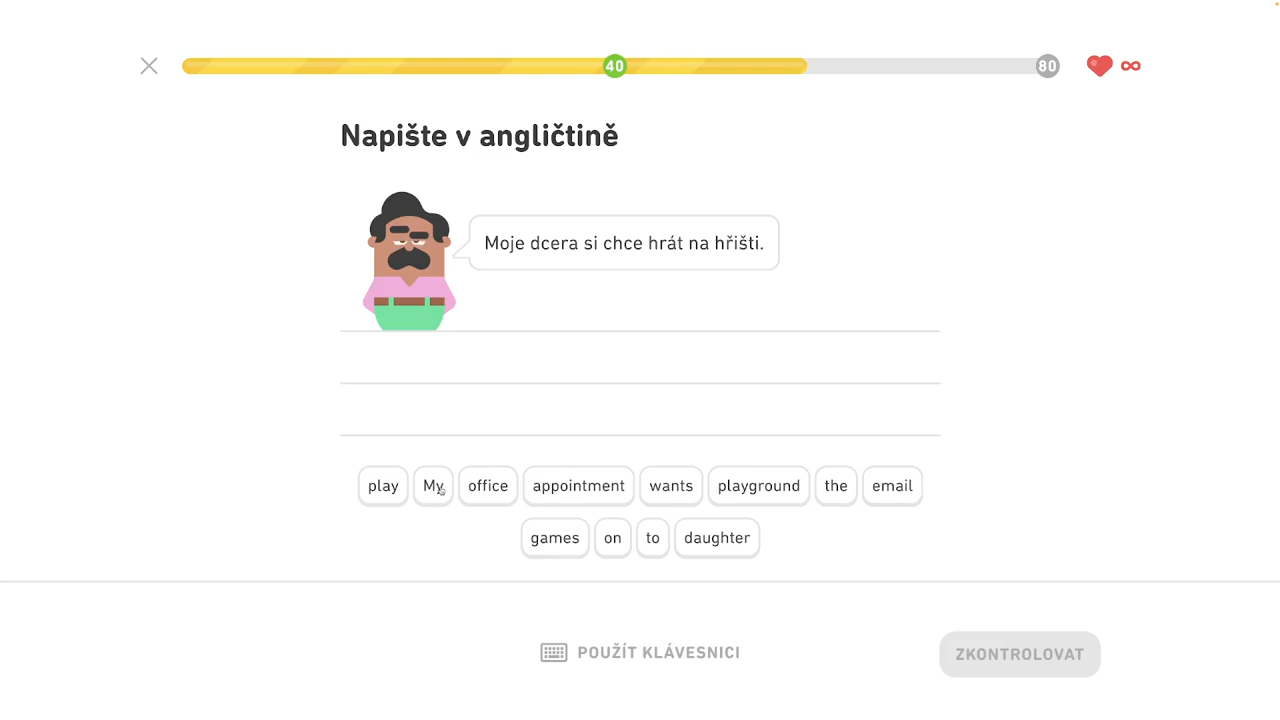 40
80
∞
Napište v angličtině
Moje dcera si chce hrát na hřišti.
play My office appointment wants playground the email
games on to daughter
POUŽÍT KLÁVESNICI
ZKONTROLOVAT